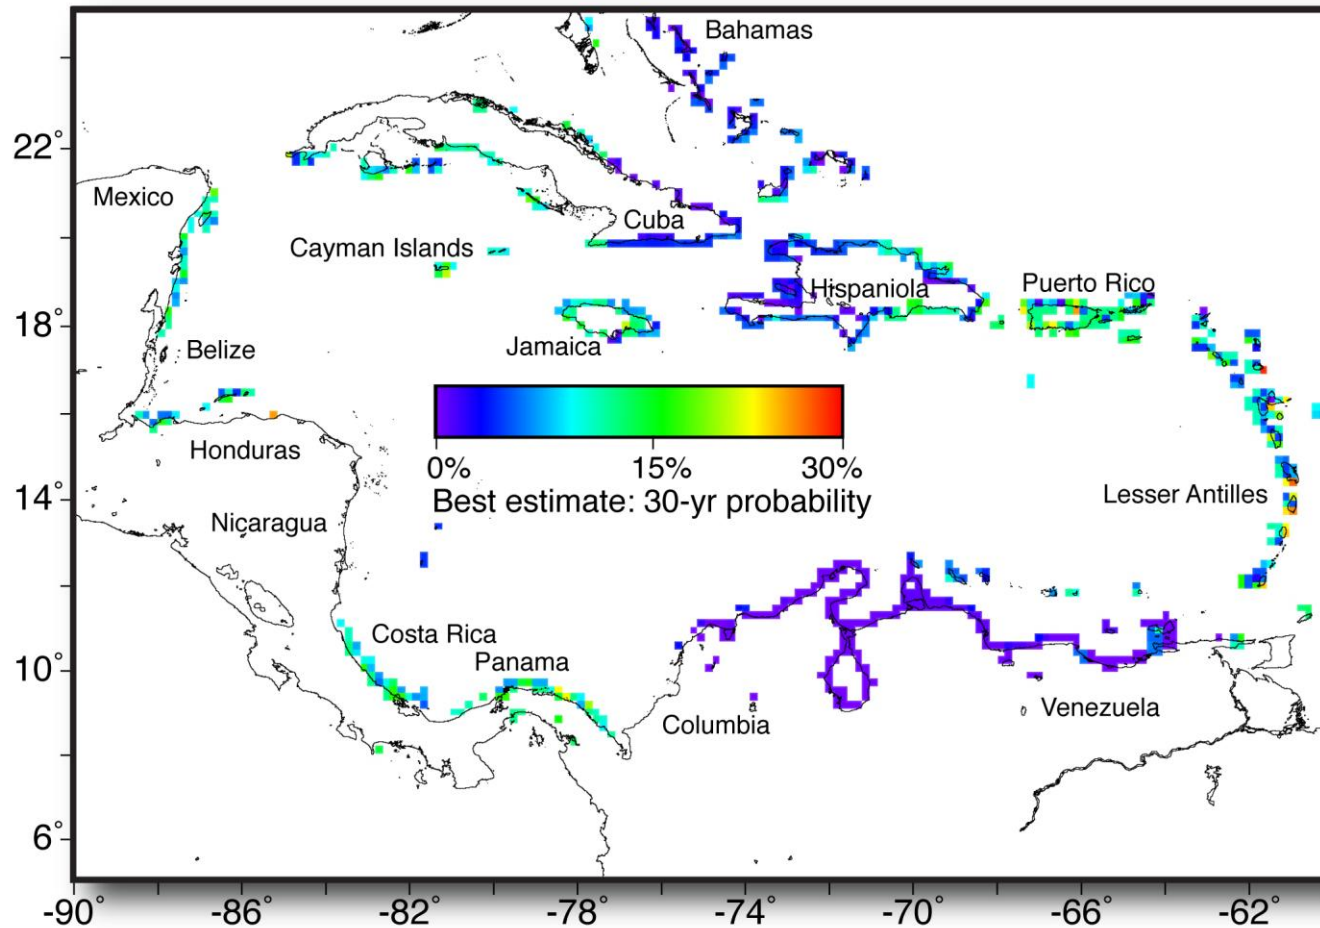 Bahamas
22°
Mexico
Cuba
Cayman Islands
Hispaniola
Puerto Rico
18°
Jamaica
Belize
0%
15%
30%
Honduras
Best estimate: 30-yr probability
14°
Lesser Antilles
Nicaragua
Costa Rica
Panama
10°
Columbia
Venezuela
6°
-90°
-86°
-82°
-78°
-74°
-70°
-66°
-62°